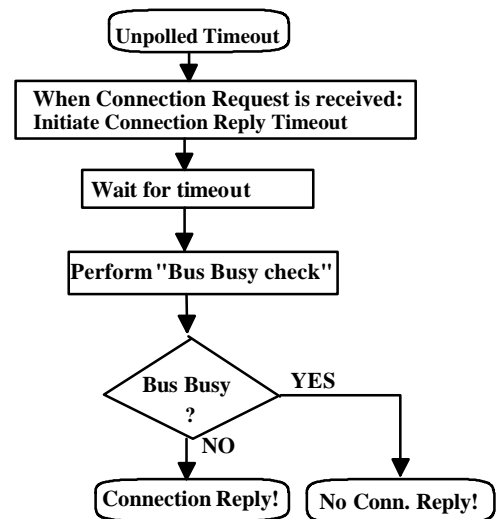 Unpolled Timeout
When Connection Request is received:
Initiate Connection Reply Timeout
Wait for timeout
Perform "Bus Busy check"
Bus Busy
?
YES
NO
Connection Reply!
No Conn. Reply!